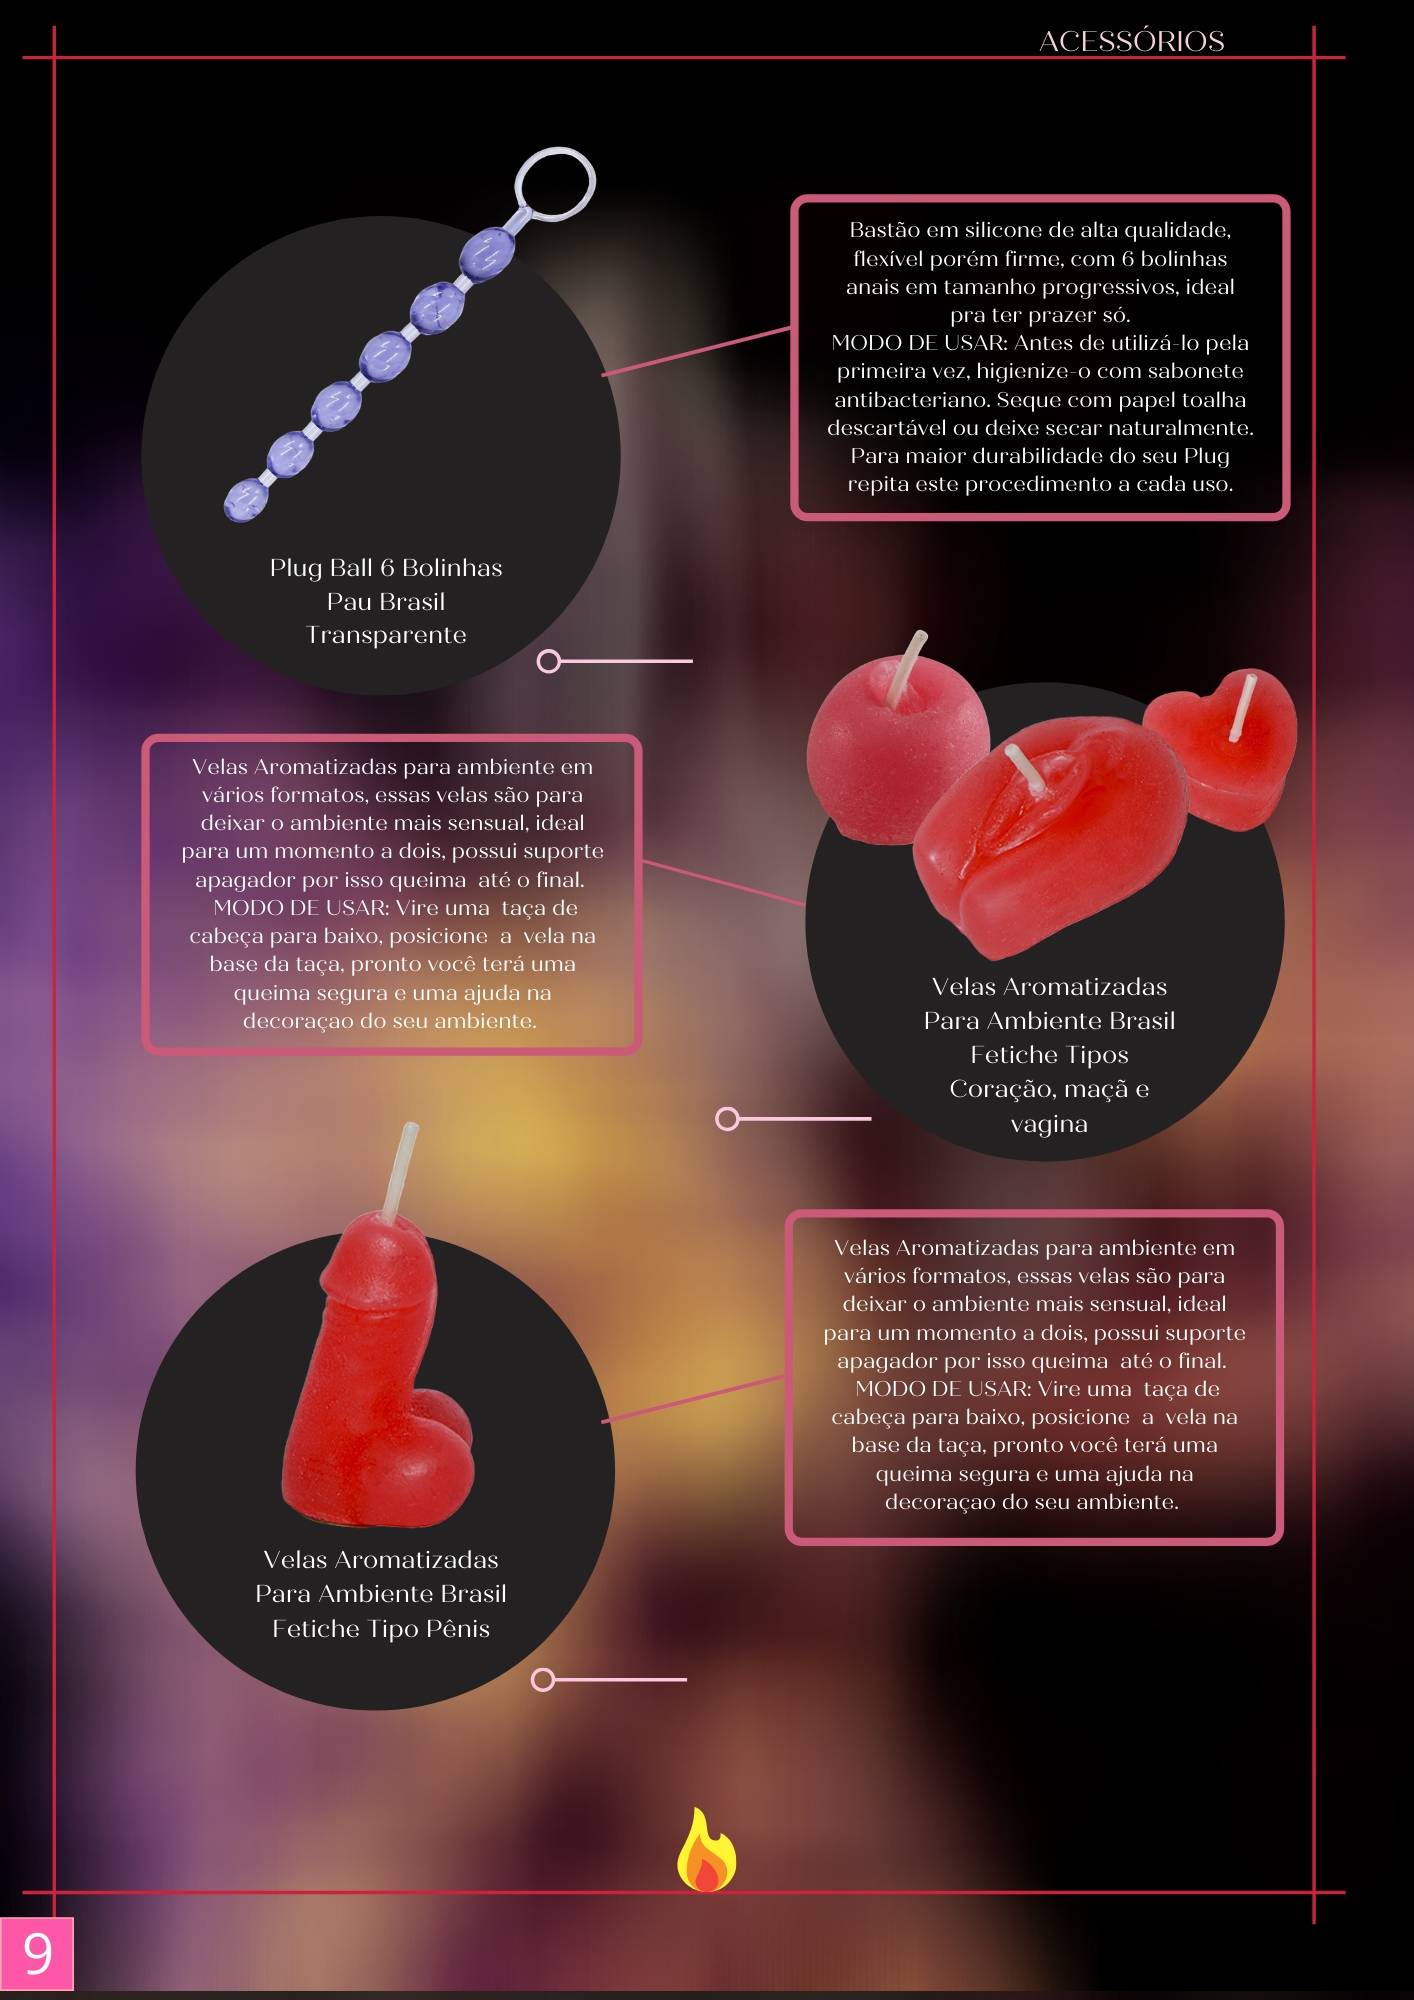 ACESSÓRIOS
Bastão em silicone de alta qualidade,
flexível porém firme, com 6 bolinhas
anais em tamanho progressivos, ideal
pra ter prazer só.
MODO DE USAR: Antes de utilizá-lo pela
primeira vez, higienize-o com sabonete
antibacteriano. Seque com papel toalha
descartável ou deixe secar naturalmente.
Para maior durabilidade do seu Plug
repita este procedimento a cada uso.
Plug Ball 6 Bolinhas
Pau Brasil
Transparente
Velas Aromatizadas para ambiente em
vários formatos, essas velas são para
deixar o ambiente mais sensual, ideal
para um momento a dois, possui suporte
apagador por isso queima até o final.
MODO DE USAR: Vire uma taça de
cabeça para baixo, posicione a vela na
base da taça, pronto você terá uma
queima segura e uma ajuda na
decoraçao do seu ambiente.
Velas Aromatizadas
Para Ambiente Brasil
Fetiche Tipos
Coração, maçã e
vagina
Velas Aromatizadas para ambiente em
vários formatos, essas velas são para
deixar o ambiente mais sensual, ideal
para um momento a dois, possui suporte
apagador por isso queima até o final.
MODO DE USAR: Vire uma taça de
cabeça para baixo, posicione a vela na
base da taça, pronto você terá uma
queima segura e uma ajuda na
decoraçao do seu ambiente.
Velas Aromatizadas
Para Ambiente Brasil
Fetiche Tipo Pênis
9